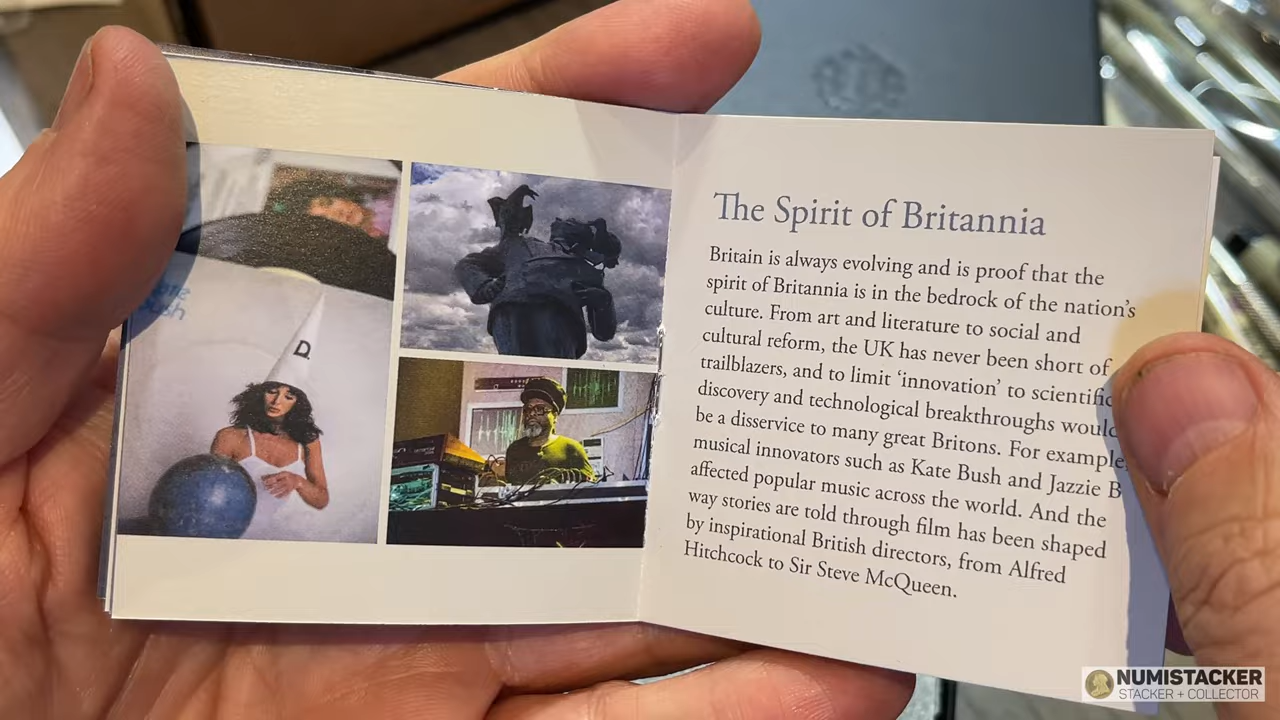 D
The Spirit of Britannia
Britain is always evolving and is proof that the
spirit of Britannia is in the bedrock of the nation's
culture. From art and literature to social and
cultural reform, the UK has never been short of
trailblazers, and to limit 'innovation' to scientific
discovery and technological breakthroughs would
be a disservice to many great Britons. For example,
musical innovators such as Kate Bush and Jazzie B
affected popular music across the world. And the
way stories are told through film has been shaped
by inspirational British directors, from Alfred
Hitchcock to Sir Steve McQueen.
NUMISTACKER
STACKER + COLLECTOR